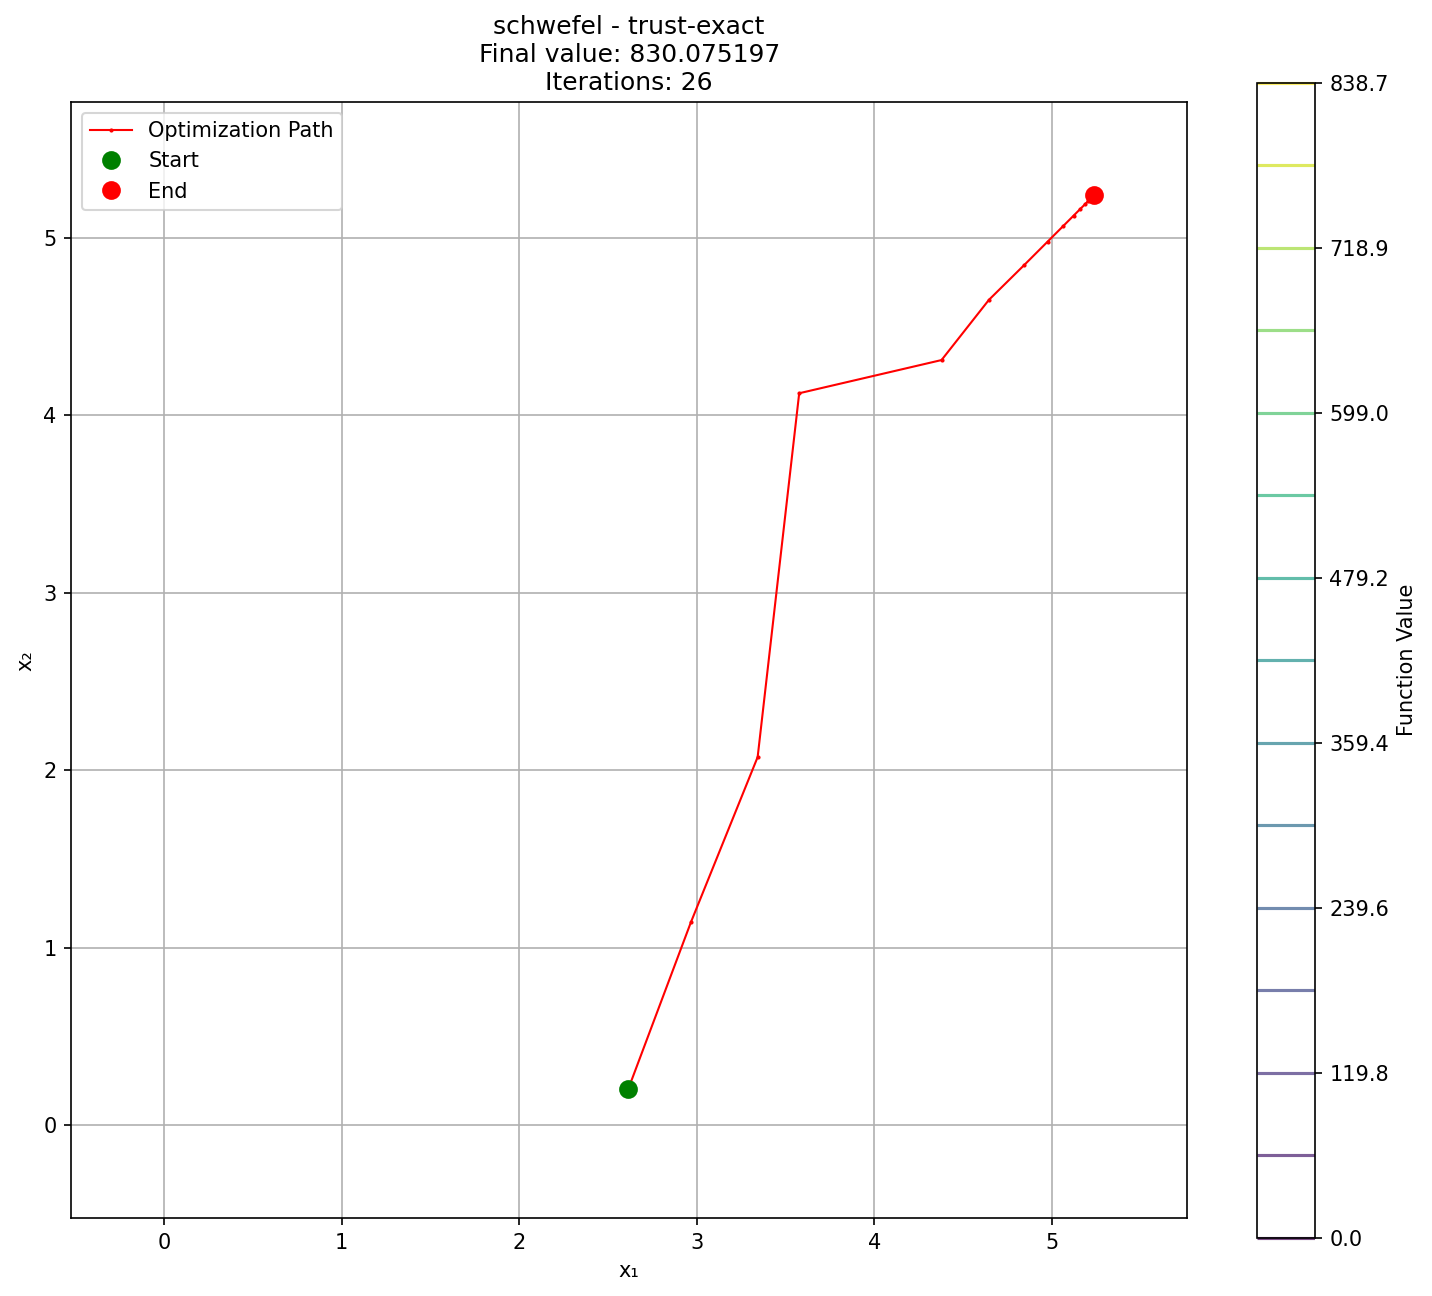 schwefel - trust-exact
Final value: 830.075197
Iterations: 26
Optimization Path
Start
End
5
4
3
2
1
0
x₂
0 1 2 3 4 5
x₁
838.7
718.9
599.0
479.2
359.4
239.6
119.8
0.0
Function Value